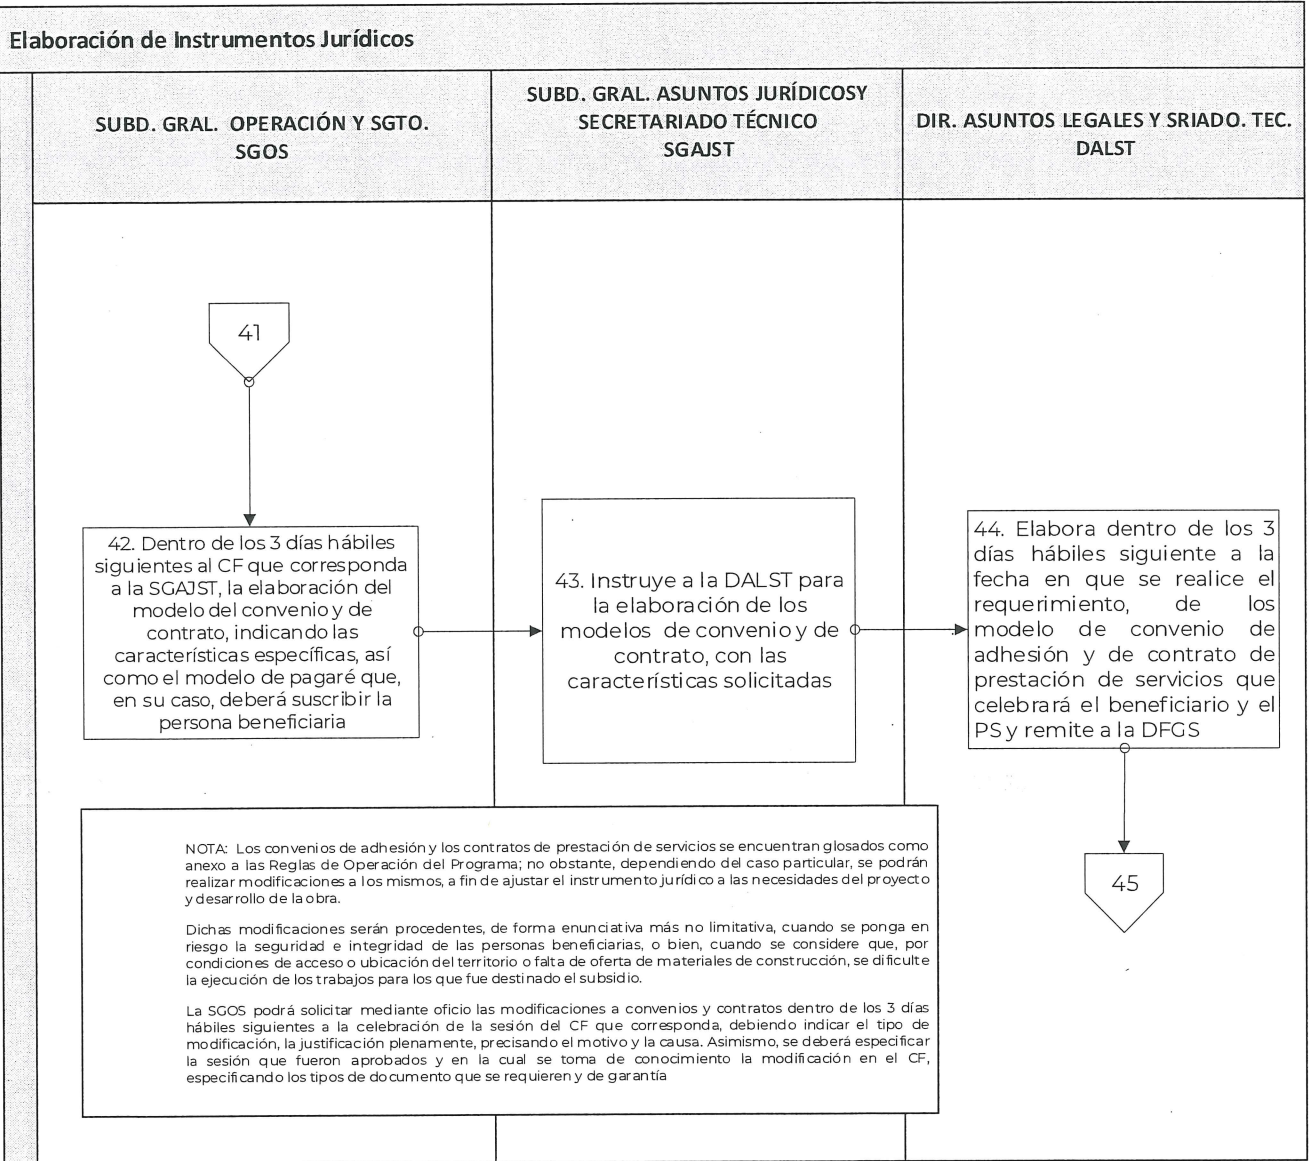 Elaboración de Instrumentos Jurídicos
SUBD. GRAL. OPERACIÓN Y SGTO.
SGOS
SUBD. GRAL. ASUNTOS JURÍDICOSY
SECRETARIADO TÉCNICO
SGAJST
DIR. ASUNTOS LEGALES Y SRIADO. TEC.
DALST
41
42. Dentro de los 3 días hábiles
siguientes al CF que corresponda
a la SGAJST, la elaboración del
modelo del convenio y de
contrato, indicando las
características específicas, así
como el modelo de pagaré que,
en su caso, deberá suscribir la
persona beneficiaria
43. Instruye a la DALST para
la elaboración de los
modelos de convenio y de
contrato, con las
características solicitadas
44. Elabora dentro de los 3
días hábiles siguiente a la
fecha en que se realice el
requerimiento, de los
modelo de convenio de
adhesión y de contrato de
prestación de servicios que
celebrará el beneficiario y el
PS y remite a la DFGS
45
NOTA: Los convenios de adhesión y los contratos de prestación de servicios se encuentran glosados como
anexo a las Reglas de Operación del Programa; no obstante, dependiendo del caso particular, se podrán
realizar modificaciones a los mismos, a fin de ajustar el instrumento jurídico a las necesidades del proyecto
y desarrollo de la obra.
Dichas modificaciones serán procedentes, de forma enunciativa más no limitativa, cuando se ponga en
riesgo la seguridad e integridad de las personas beneficiarias, o bien, cuando se considere que, por
condiciones de acceso o ubicación del territorio o falta de oferta de materiales de construcción, se dificulte
la ejecución de los trabajos para los que fue destinado el subsidio.
La SGOS podrá solicitar mediante oficio las modificaciones a convenios y contratos dentro de los 3 días
hábiles siguientes a la celebración de la sesión del CF que corresponda, debiendo indicar el tipo de
modificación, la justificación plenamente, precisando el motivo y la causa. Asimismo, se deberá especificar
la sesión que fueron aprobados y en la cual se toma de conocimiento la modificación en el CF,
especificando los tipos de documento que se requieren y de garantía